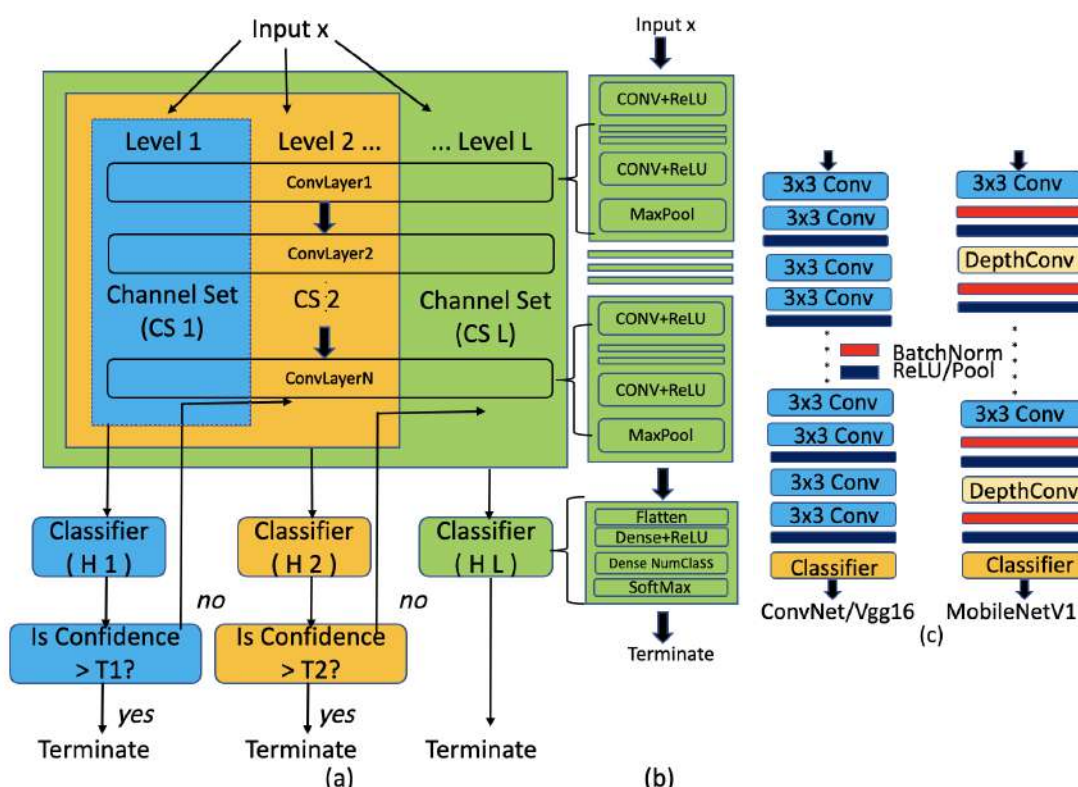 Input x
Level 1
Level 2 ...
... Level L
ConvLayer1
ConvLayer2
Channel Set
(CS 1)
CS 2
Channel Set
(CS L)
ConvLayerN
Classifier
( H 1)
Classifier
( H 2)
Classifier
( H L)
no
no
Is Confidence
> T1?
Is Confidence
> T2?
yes
yes
Terminate
Terminate
Terminate
(a)
Input x
CONV+ReLU
CONV+ReLU
MaxPool
CONV+ReLU
CONV+ReLU
MaxPool
Flatten
Dense+ReLU
Dense NumClaSS
SoftMax
Terminate
(b)
3x3 Conv
3x3 Conv
3x3 Conv
3x3 Conv
3x3 Conv
3x3 Conv
3x3 Conv
3x3 Conv
Classifier
ConvNet/Vgg16
BatchNorm
ReLU/Pool
3x3 Conv
DepthConv
3x3 Conv
DepthConv
Classifier
MobileNetV1
(c)